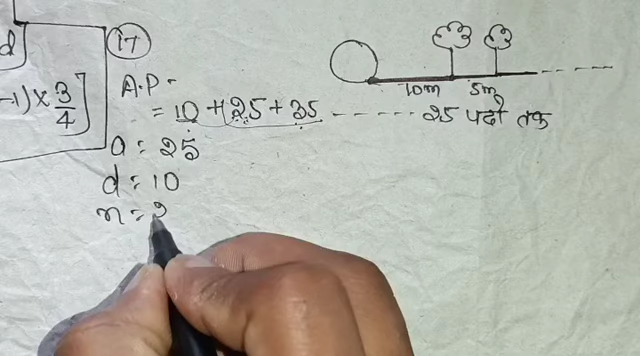 d
-1) × 3/4]
17
10m 5m
A.P -
= 10 + (25 + 35 ------ 25 पदों तक
a = 25
d = 10
n = 2